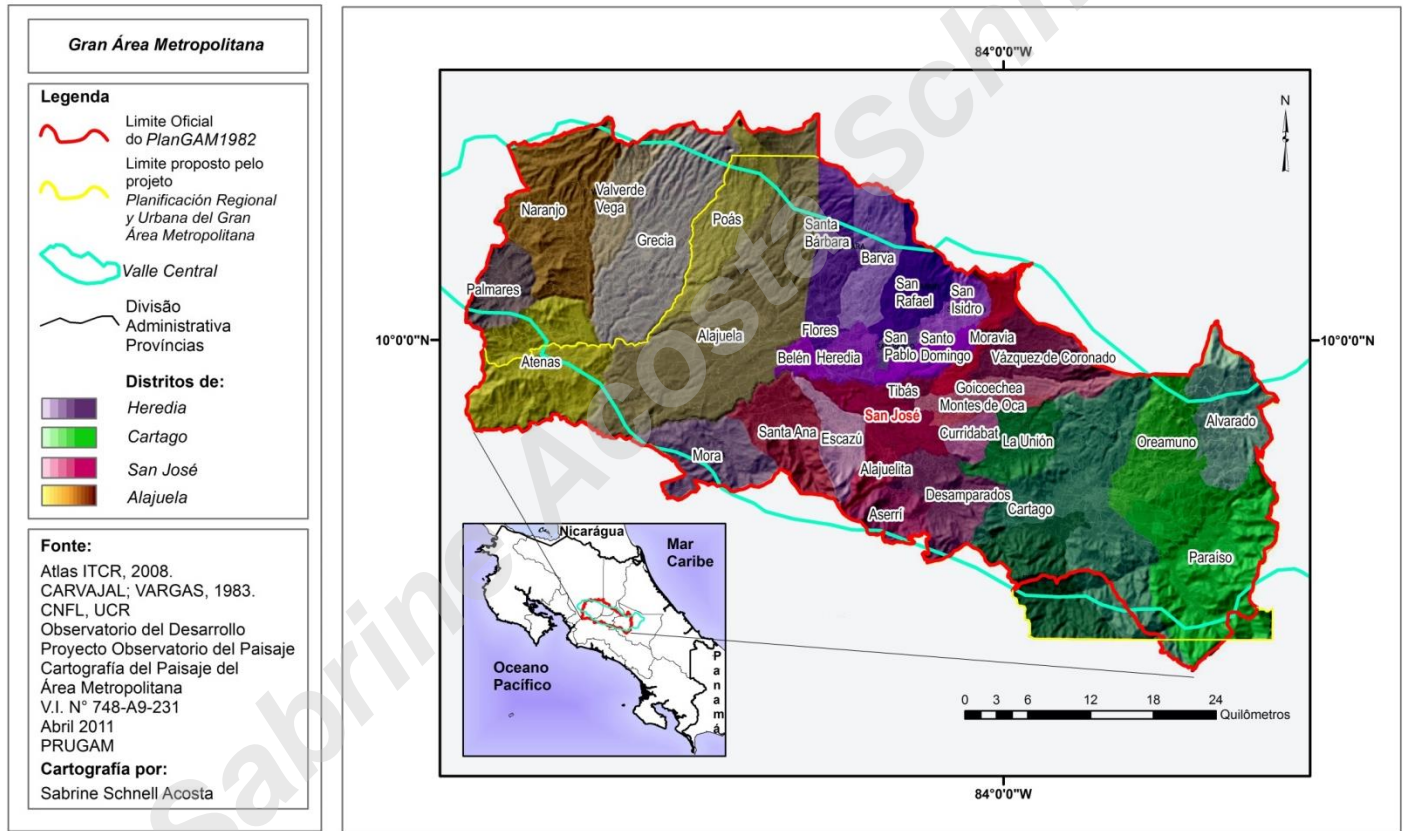 Gran Área Metropolitana
Legenda
Limite Oficial
do PlanGAM1982
Limite proposto pelo
projeto
Planificación Regional
y Urbana del Gran
Área Metropolitana
Valle Central
Divisão
Administrativa
Províncias
Distritos de:
Heredia
Cartago
San José
Alajuela
Fonte:
Atlas ITCR, 2008.
CARVAJAL; VARGAS, 1983.
CNFL, UCR
Observatorio del Desarrollo
Proyecto Observatorio del Paisaje
Cartografía del Paisaje del
Área Metropolitana
V.I. N° 748-A9-231
Abril 2011
PRUGAM
Cartografía por:
Sabrine Schnell Acosta
84°0'0"W
N
10°0'0"N
10°0'0"N
Naranjo
Valverde
Vega
Grecia
Poás
Santa
Bárbara
Barva
San
Rafael
San
Isidro
Palmares
Alajuela
Flores
San
Pablo
Santo
Domingo
Moravia
Belén
Heredia
Vázquez de Coronado
Atenas
Tibás
Goicoechea
San José
Montes de Oca
Alvarado
Santa Ana
Escazú
Curridabat
La Unión
Oreamuno
Mora
Alajuelita
Desamparados
Cartago
Aserrí
Paraíso
Nicarágua
Mar
Caribe
Oceano
Pacífico
Panamá
0 3 6 12 18 24
Quilômetros
84°0'0"W
Sabrine Acosta Schn